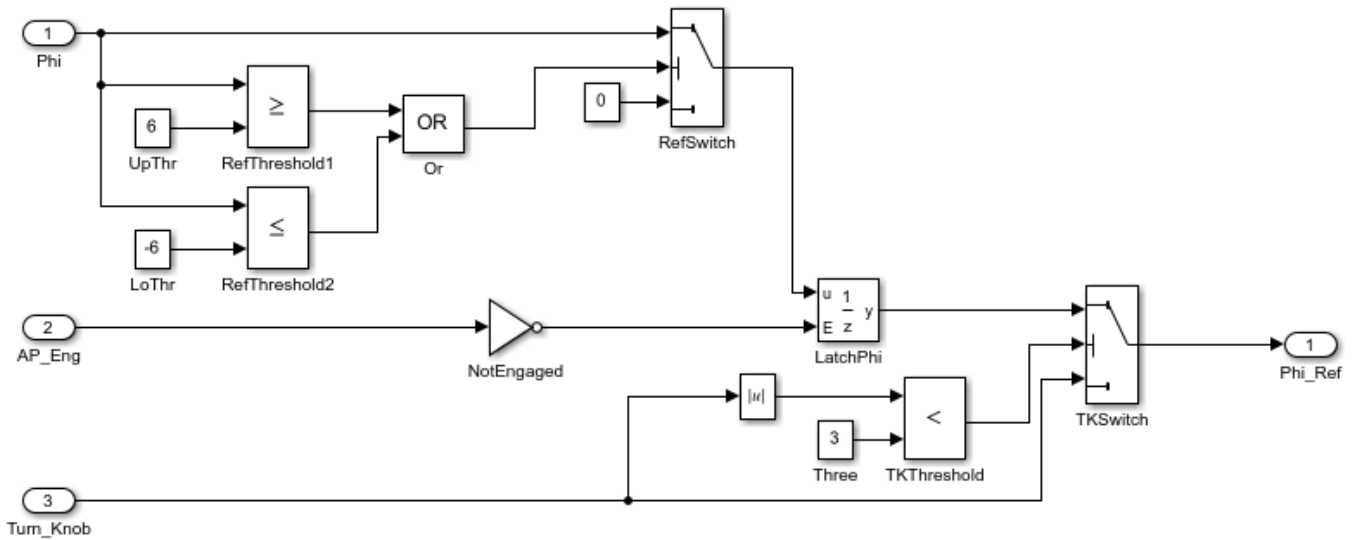 1
Phi
≥
6
UpThr
RefThreshold1
OR
Or
0
RefSwitch
≤
-6
LoThr
RefThreshold2
2
AP_Eng
NotEngaged
u 1 y
E z
LatchPhi
1
Phi_Ref
TKSwitch
|u|
<
3
Three
TKThreshold
3
Turn_Knob